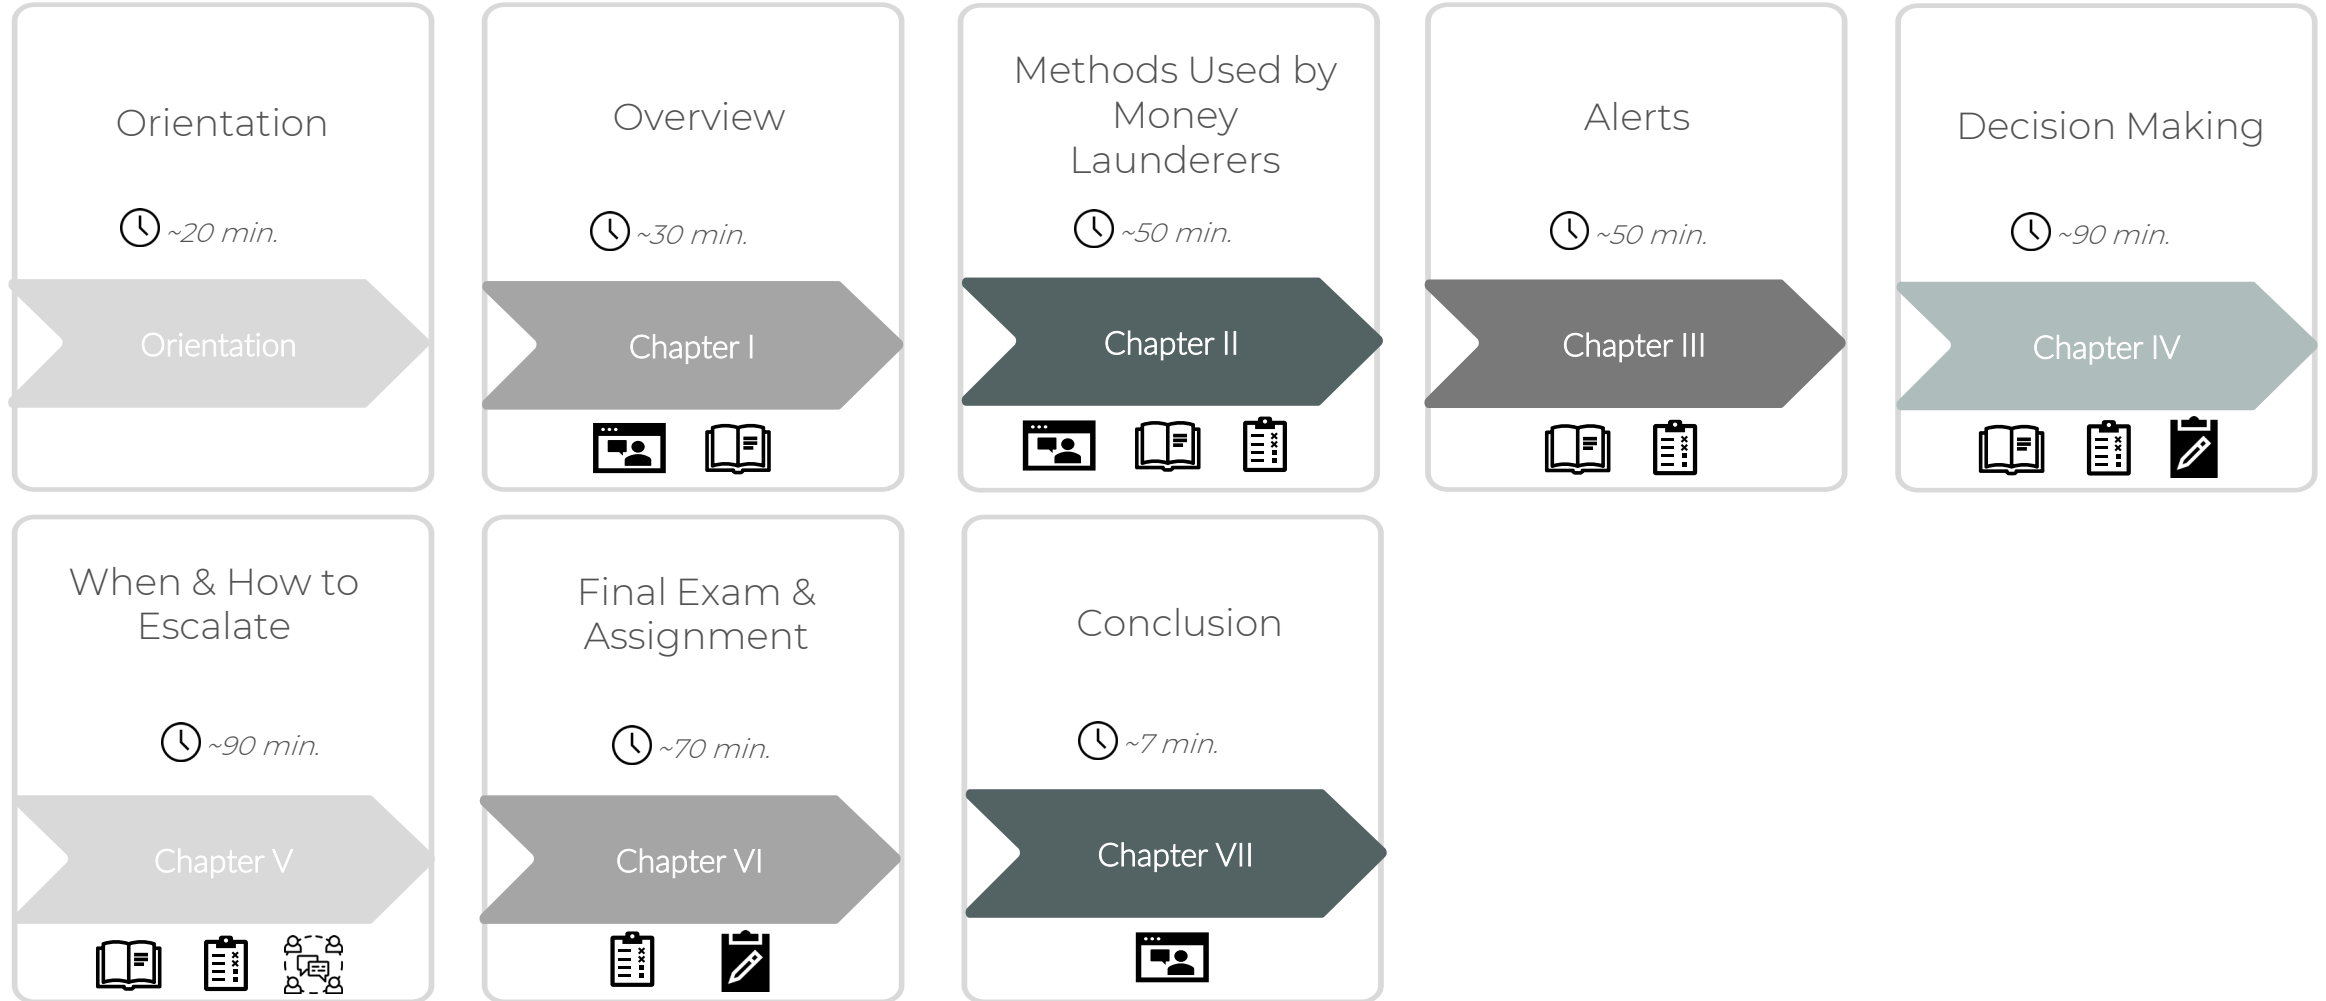 Orientation
~20 min.
Orientation
Overview
~30 min.
Chapter I
Methods Used by
Money
Launderers
~50 min.
Chapter II
Alerts
~50 min.
Chapter III
Decision Making
~90 min.
Chapter IV
When & How to
Escalate
~90 min.
Chapter V
Final Exam &
Assignment
~70 min.
Chapter VI
Conclusion
~7 min.
Chapter VII